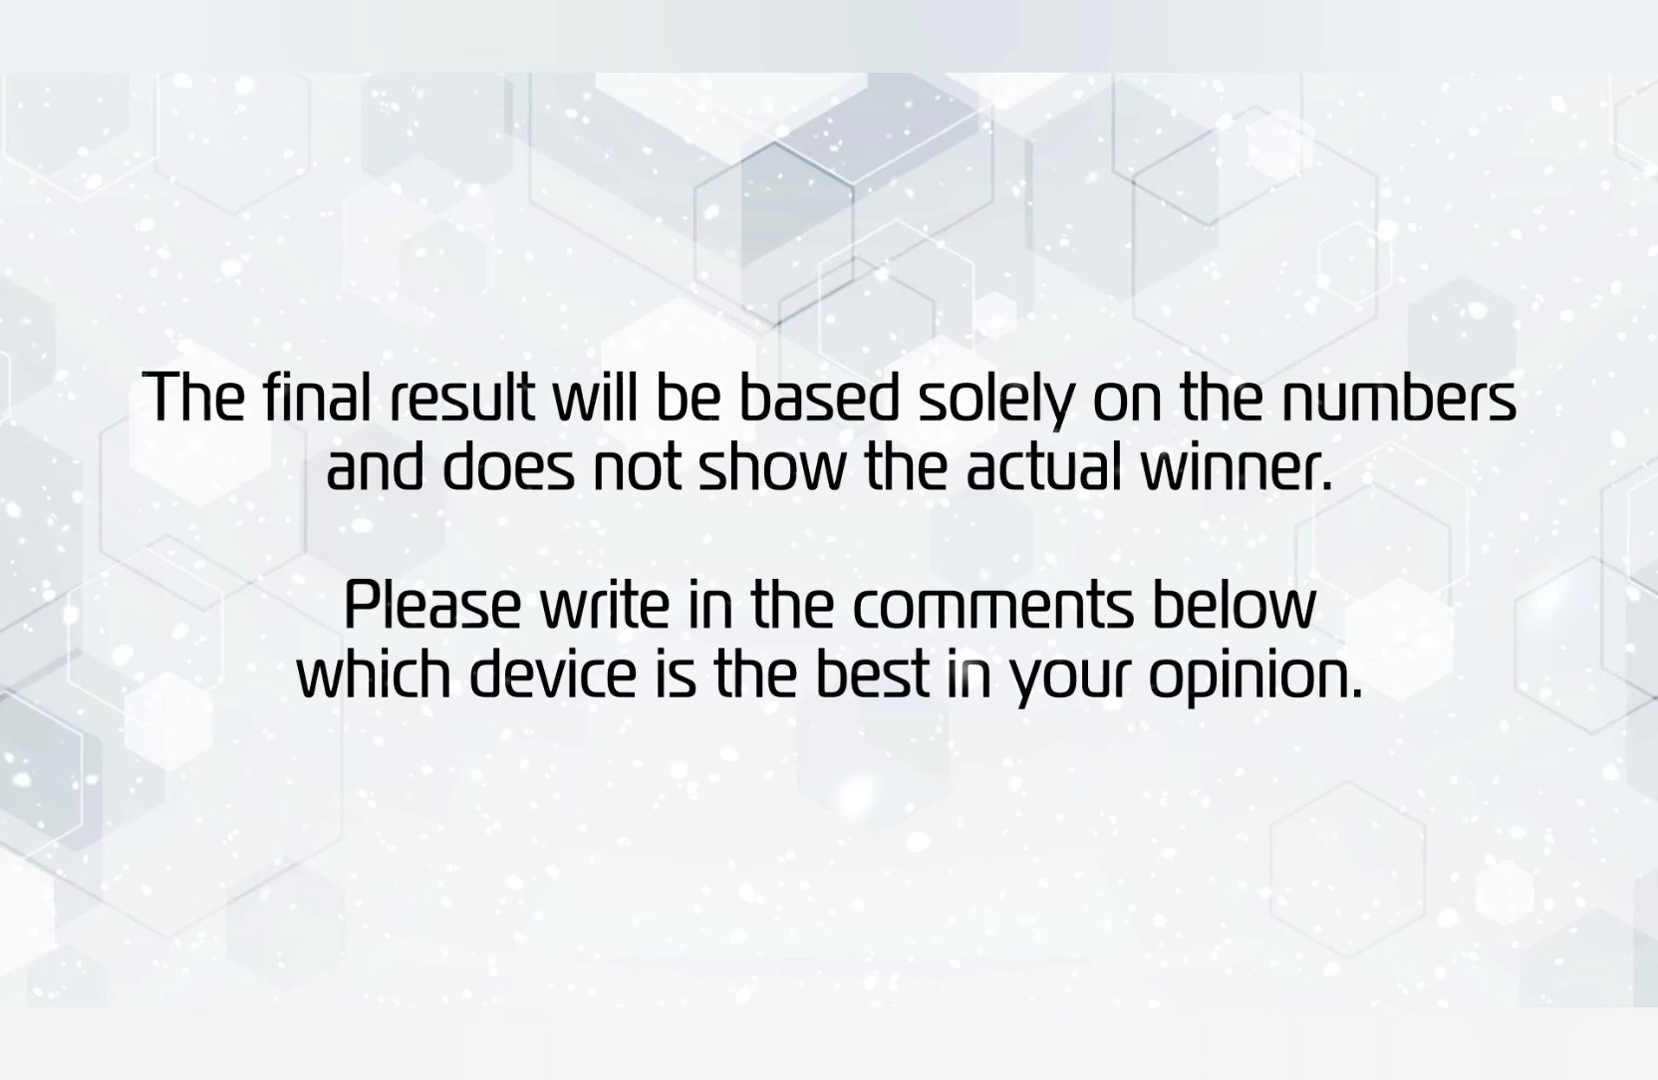 The final result will be based solely on the numbers
and does not show the actual winner.
Please write in the comments below
which device is the best in your opinion.